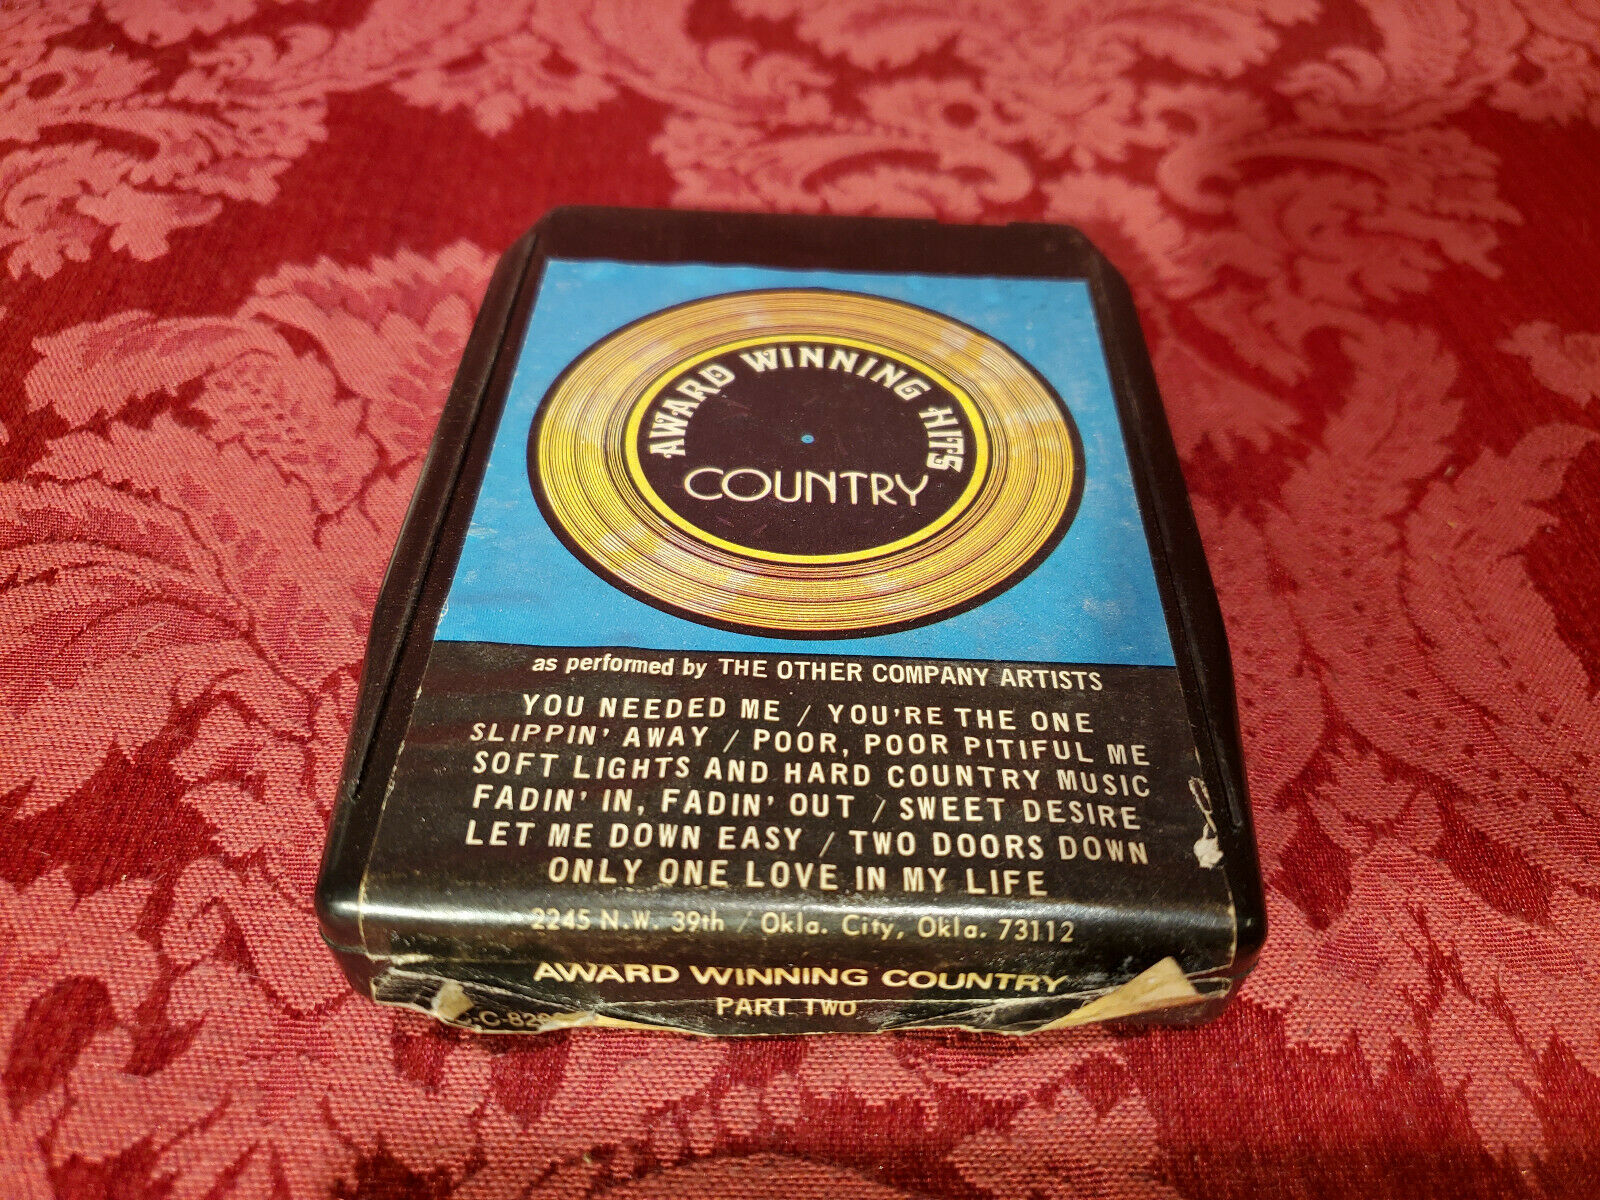 AWARD WINNING HITS
COUNTRY
as performed by THE OTHER COMPANY ARTISTS
YOU NEEDED ME / YOU'RE THE ONE
SLIPPIN' AWAY / POOR, POOR PITIFUL ME
SOFT LIGHTS AND HARD COUNTRY MUSIC
FADIN' IN, FADIN' OUT / SWEET DESIRE
LET ME DOWN EASY / TWO DOORS DOWN
ONLY ONE LOVE IN MY LIFE
2245 N.W. 39th / Okla. City, Okla. 73112
AWARD WINNING COUNTRY
PART TWO